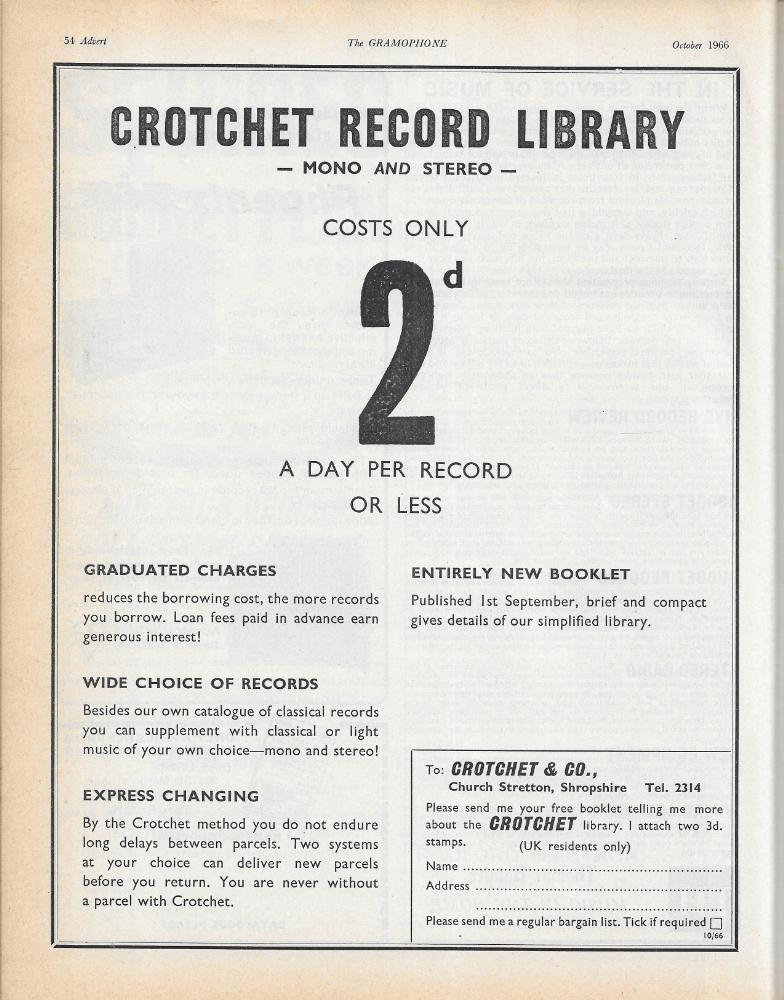 54 Advert
The GRAMOPHONE
October 1966
CROTCHET RECORD LIBRARY
— MONO AND STEREO —
COSTS ONLY
2d
A DAY PER RECORD
OR LESS
GRADUATED CHARGES
reduces the borrowing cost, the more records
you borrow. Loan fees paid in advance earn
generous interest!
WIDE CHOICE OF RECORDS
Besides our own catalogue of classical records
you can supplement with classical or light
music of your own choice—mono and stereo!
EXPRESS CHANGING
By the Crotchet method you do not endure
long delays between parcels. Two systems
at your choice can deliver new parcels
before you return. You are never without
a parcel with Crotchet.
ENTIRELY NEW BOOKLET
Published 1st September, brief and compact
gives details of our simplified library.
To: CROTCHET & CO.,
Church Stretton, Shropshire Tel. 2314
Please send me your free booklet telling me more
about the CROTCHET library. I attach two 3d.
stamps. (UK residents only)
Name
Address
Please send me a regular bargain list. Tick if required
10/66